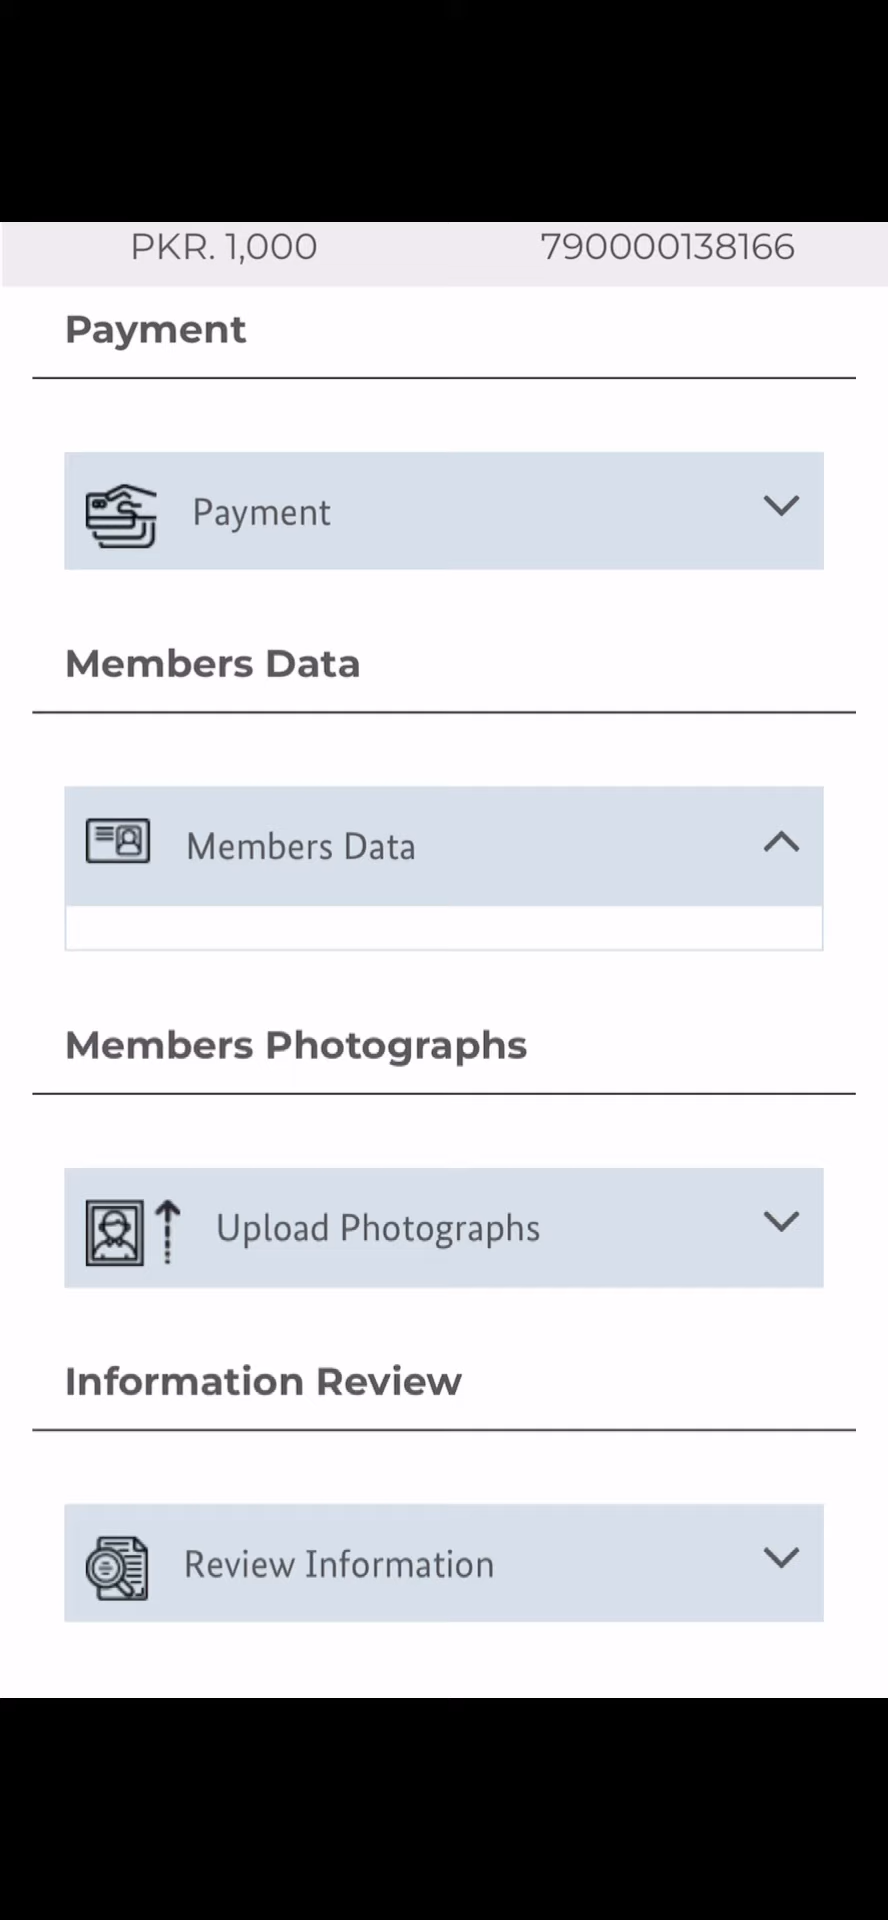 PKR. 1,000 790000138166
Payment
Payment
Members Data
Members Data
Members Photographs
Upload Photographs
Information Review
Review Information